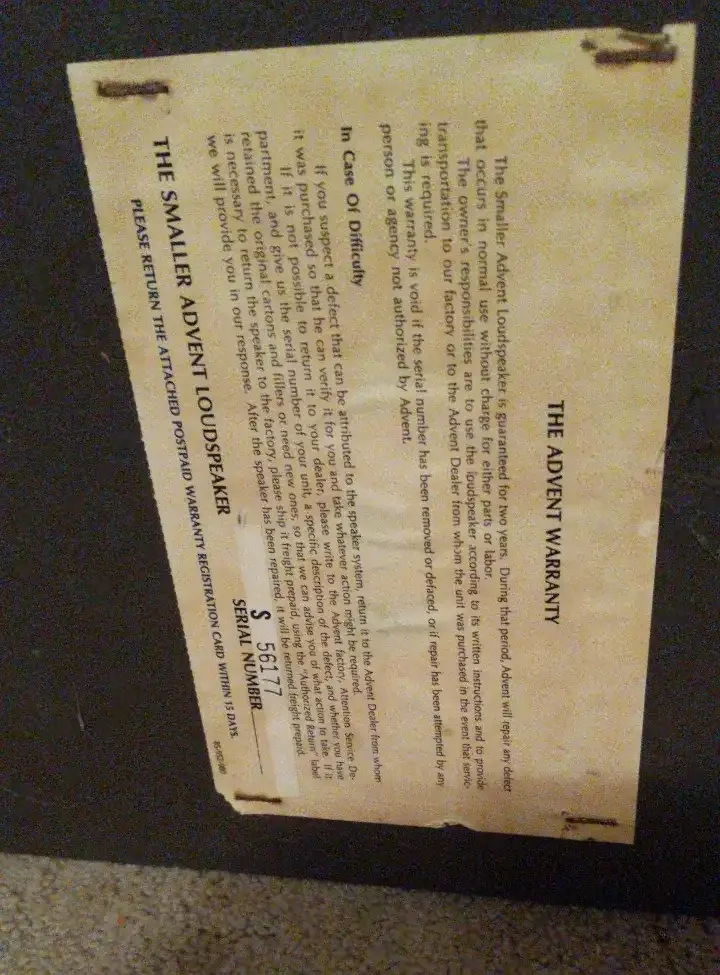 THE ADVENT WARRANTY
The Smaller Advent Loudspeaker is guaranteed for two years. During that period, Advent will repair any defect
that occurs in normal use without charge for either parts or labor.
The owner's responsibilities are to use the loudspeaker according to its written instructions and to provide
transportation to our factory or to the Advent Dealer from whom the unit was purchased in the event that servic-
ing is required.
This warranty is void if the serial number has been removed or defaced, or if repair has been attempted by any
person or agency not authorized by Advent.
In Case Of Difficulty
If you suspect a defect that can be attributed to the speaker system, return it to the Advent Dealer from whom
it was purchased so that he can verify it for you and take whatever action might be required.
If it is not possible to return it to your dealer, please write to the Advent factory, Attention Service De-
partment, and give us the serial number of your unit, a specific description of the defect, and whether you have
retained the original cartons and fillers or need new ones, so that we can advise you of what action to take. If it
is necessary to return the speaker to the factory, please ship it freight prepaid, using the "Authorized Return" label
we will provide you in our response. After the speaker has been repaired, it will be returned freight prepaid.
S 56177
THE SMALLER ADVENT LOUDSPEAKER SERIAL NUMBER
PLEASE RETURN THE ATTACHED POSTPAID WARRANTY REGISTRATION CARD WITHIN 15 DAYS.